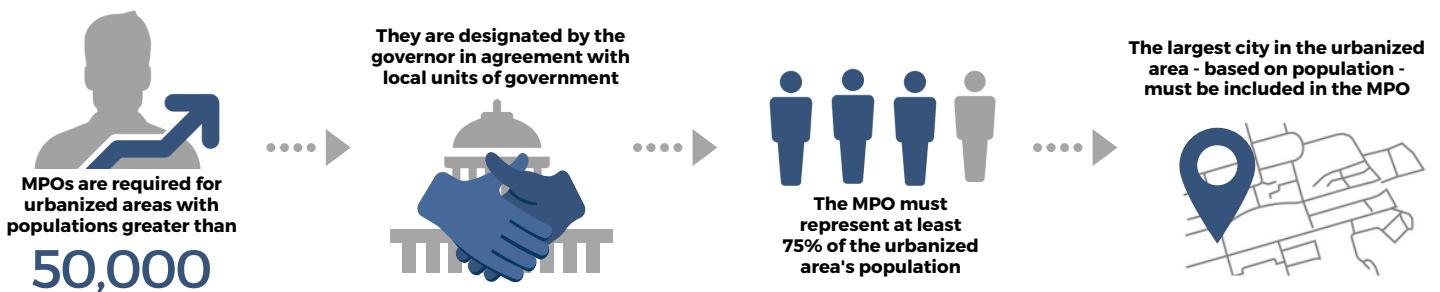 MPOs are required for
urbanized areas with
populations greater than
50,000
They are designated by the
governor in agreement with
local units of government
The MPO must
represent at least
75% of the urbanized
area's population
The largest city in the urbanized
area - based on population -
must be included in the MPO